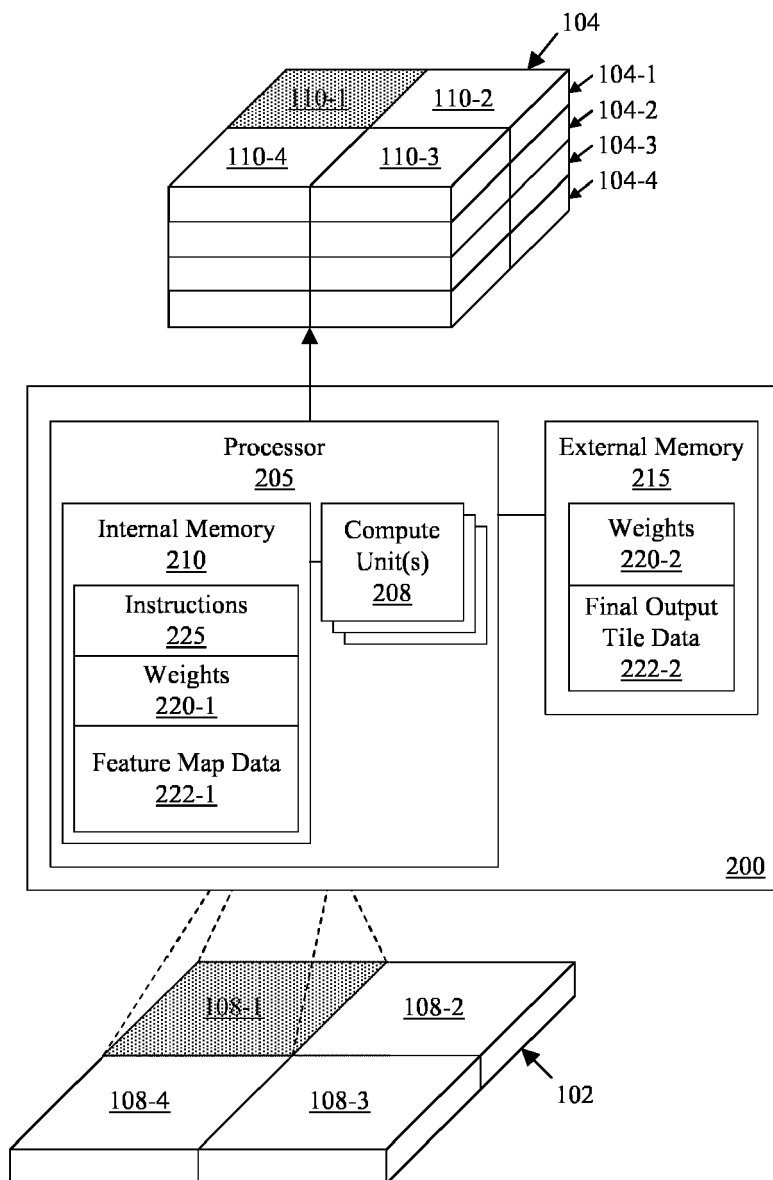 104
104-1
110-1
110-2
104-2
104-3
110-4
110-3
104-4
Processor
205
External Memory
215
Internal Memory
210
Compute
Unit(s)
208
Weights
220-2
Instructions
225
Final Output
Tile Data
222-2
Weights
220-1
Feature Map Data
222-1
200
108-1
108-2
102
108-4
108-3